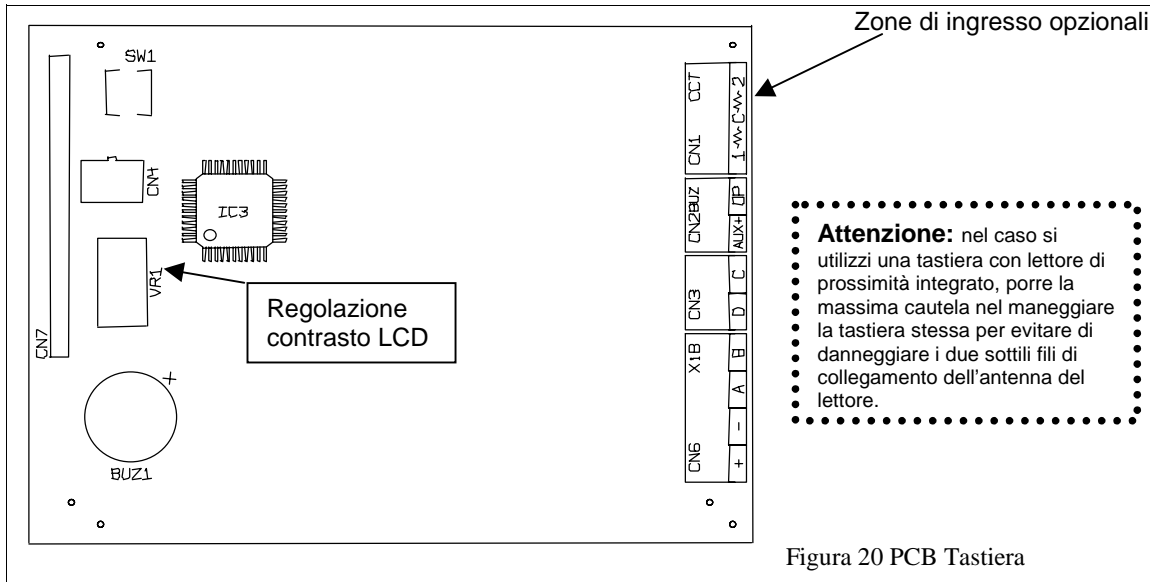 Zone di ingresso opzionali
SW1
CN4
IC3
VR1
CN7
BUZ1
Regolazione
contrasto LCD
CCT
CN1
1 C 2
BUZ
CN2
AUX+ OP
CN3
D C
X1B
CN6
+ - A B
Attenzione: nel caso si
utilizzi una tastiera con lettore di
prossimità integrato, porre la
massima cautela nel maneggiare
la tastiera stessa per evitare di
danneggiare i due sottili fili di
collegamento dell'antenna del
lettore.
Figura 20 PCB Tastiera